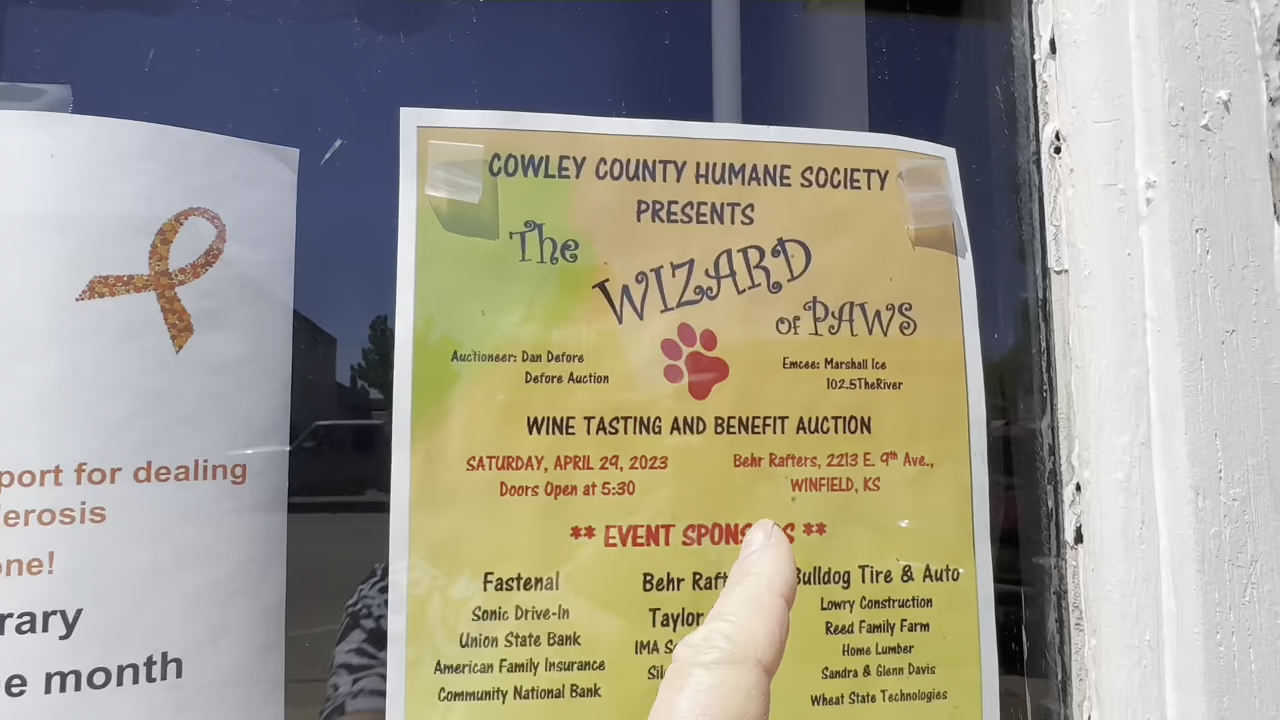 port for dealing
erosis
ne!
rary
e month
COWLEY COUNTY HUMANE SOCIETY
PRESENTS
The
WIZARD
OF PAWS
Auctioneer: Dan Defore
Defore Auction
Emcee: Marshall Ice
102.5TheRiver
WINE TASTING AND BENEFIT AUCTION
SATURDAY, APRIL 29, 2023
Doors Open at 5:30
Behr Rafters, 2213 E. 9th Ave.,
WINFIELD, KS
** EVENT **
Fastenal
Sonic Drive-In
Union State Bank
American Family Insurance
Community National Bank
Behr
Taylor
IMA
Bulldog Tire & Auto
Lowry Construction
Reed Family Farm
Home Lumber
Sandra & Glenn Davis
Wheat State Technologies